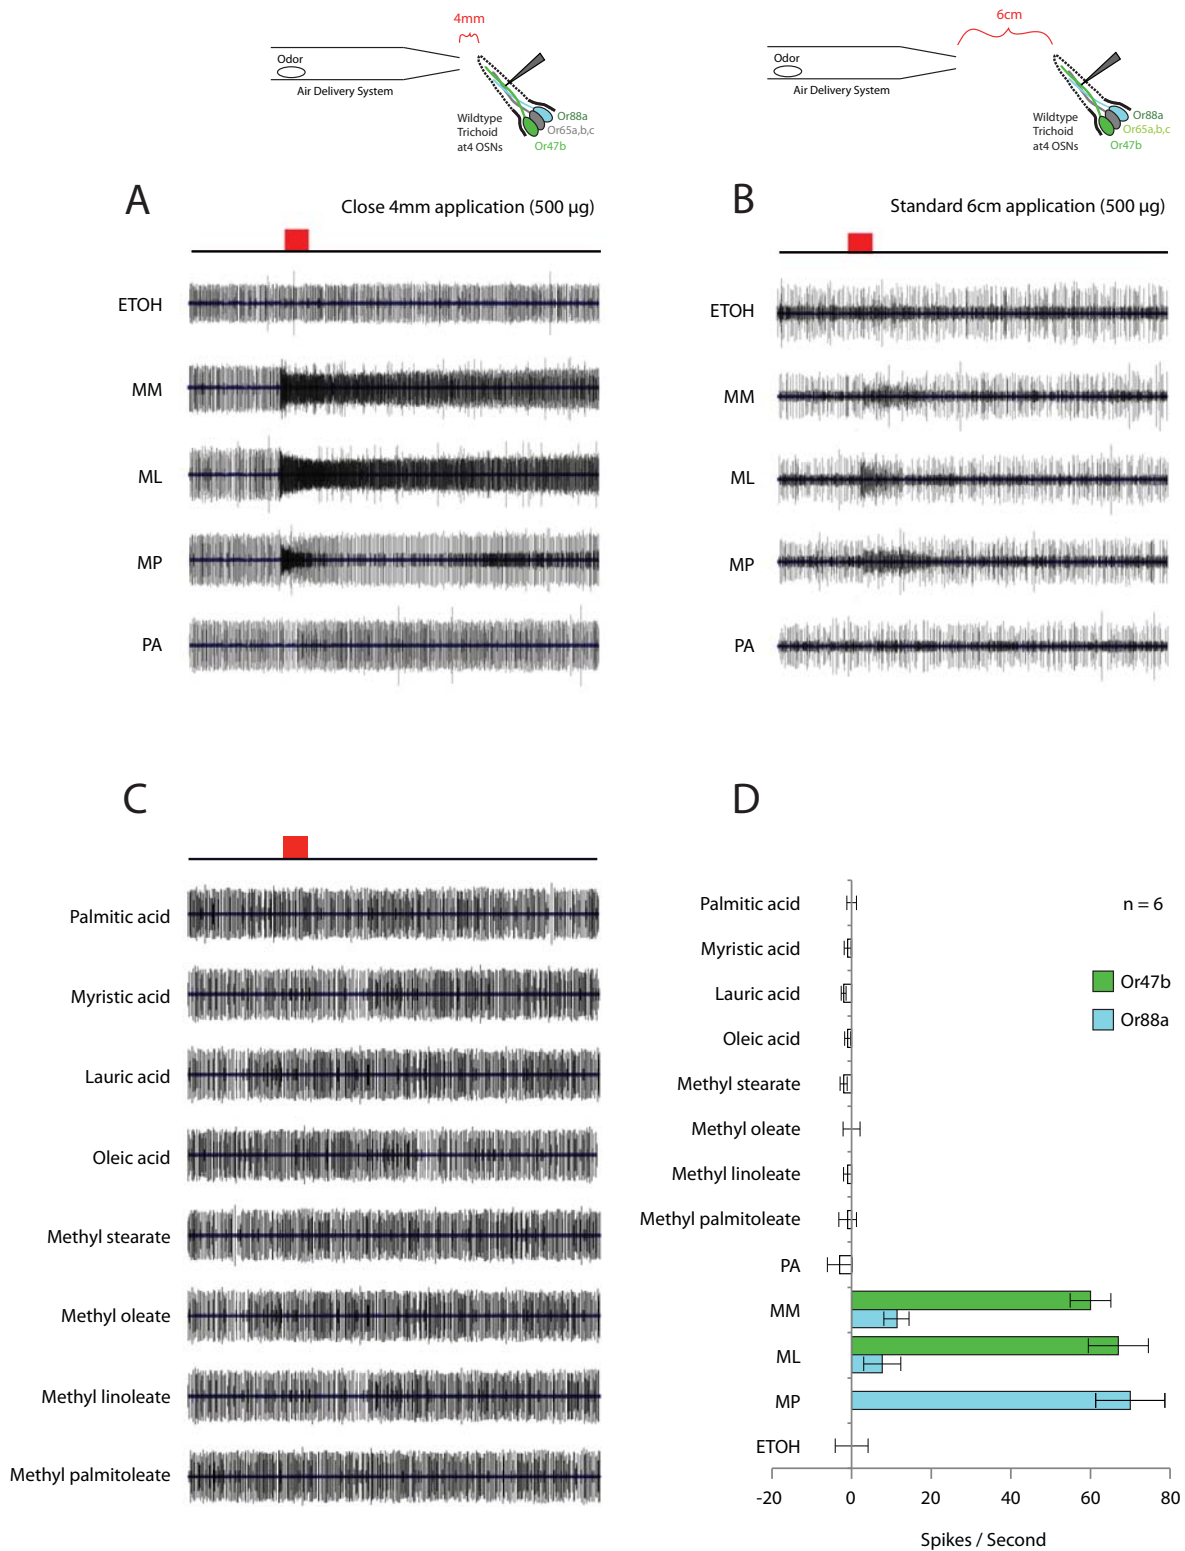 4mm
Odor
Air Delivery System
Wildtype
Trichoid
at4 OSNs
Or88a
Or65a,b,c
Or47b
6cm
Odor
Air Delivery System
Wildtype
Trichoid
at4 OSNs
Or88a
Or65a,b,c
Or47b
A
Close 4mm application (500 µg)
ETOH
MM
ML
MP
PA
B
Standard 6cm application (500 µg)
ETOH
MM
ML
MP
PA
C
Palmitic acid
Myristic acid
Lauric acid
Oleic acid
Methyl stearate
Methyl oleate
Methyl linoleate
Methyl palmitoleate
D
n = 6
Or47b
Or88a
Palmitic acid
Myristic acid
Lauric acid
Oleic acid
Methyl stearate
Methyl oleate
Methyl linoleate
Methyl palmitoleate
PA
MM
ML
MP
ETOH
-20 0 20 40 60 80
Spikes / Second